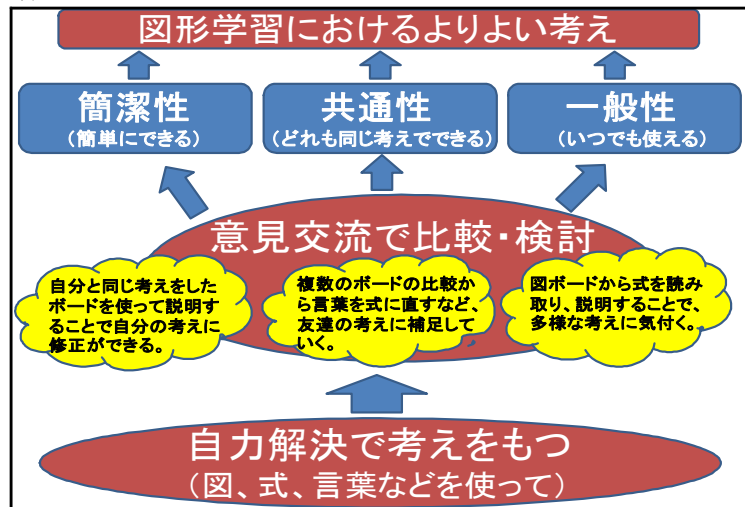 図形学習におけるよりよい考え
簡潔性
(簡単にできる)
共通性
(どれも同じ考えでできる)
一般性
(いつでも使える)
意見交流で比較・検討
自分と同じ考えをした
ボードを使って説明す
ることで自分の考えに
修正ができる。
複数のボードの比較か
ら言葉を式に直すなど、
友達の考えに補足して
いく。
図ボードから式を読み
取り、説明することで、
多様な考えに気付く。
自力解決で考えをもつ
(図、式、言葉などを使って)